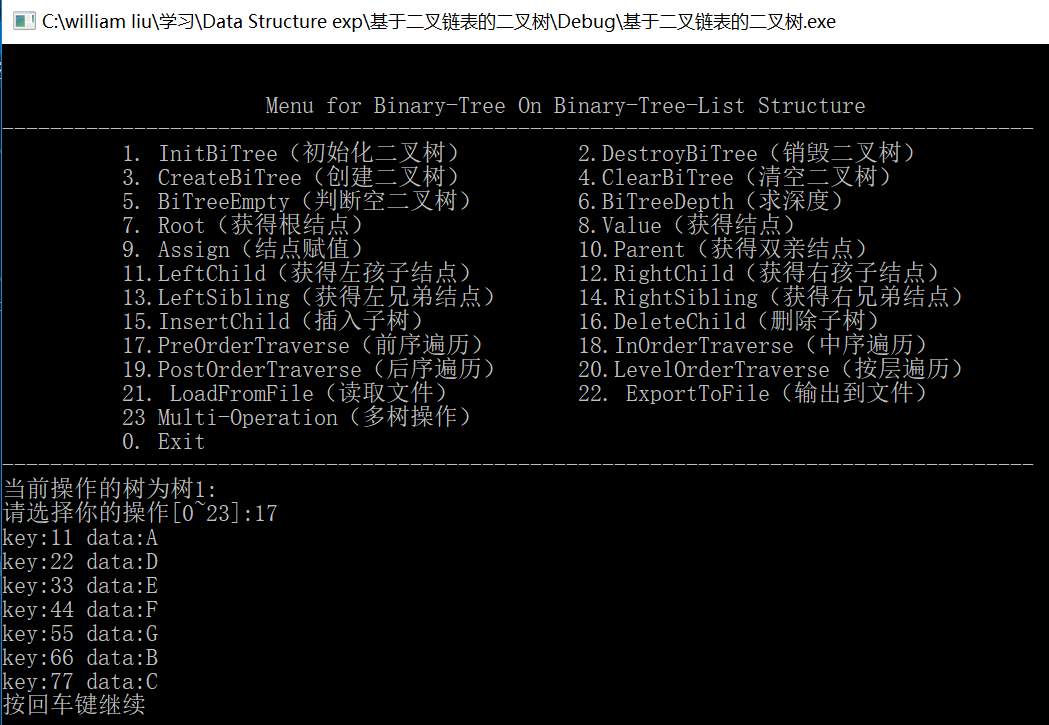 C:\william liu\学习\Data Structure exp\基于二叉链表的二叉树\Debug\基于二叉链表的二叉树.exe
Menu for Binary-Tree On Binary-Tree-List Structure
1. InitBiTree（初始化二叉树） 2.DestroyBiTree（销毁二叉树）
3. CreateBiTree（创建二叉树） 4.ClearBiTree（清空二叉树）
5. BiTreeEmpty（判断空二叉树） 6.BiTreeDepth（求深度）
7. Root（获得根结点） 8.Value（获得结点）
9. Assign（结点赋值） 10.Parent（获得双亲结点）
11.LeftChild（获得左孩子结点） 12.RightChild（获得右孩子结点）
13.LeftSibling（获得左兄弟结点） 14.RightSibling（获得右兄弟结点）
15.InsertChild（插入子树） 16.DeleteChild（删除子树）
17.PreOrderTraverse（前序遍历） 18.InOrderTraverse（中序遍历）
19.PostOrderTraverse（后序遍历） 20.LevelOrderTraverse（按层遍历）
21. LoadFromFile（读取文件） 22. ExportToFile（输出到文件）
23 Multi-Operation（多树操作）
0. Exit
当前操作的树为树1:
请选择你的操作[0~23]:17
key:11 data:A
key:22 data:D
key:33 data:E
key:44 data:F
key:55 data:G
key:66 data:B
key:77 data:C
按回车键继续